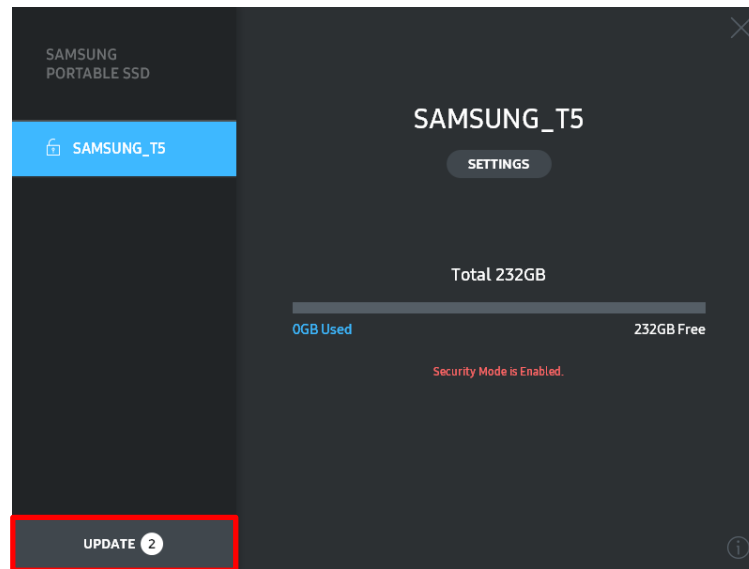 SAMSUNG
PORTABLE SSD
SAMSUNG_T5
SAMSUNG_T5
SETTINGS
Total 232GB
0GB Used 232GB Free
Security Mode is Enabled.
UPDATE 2